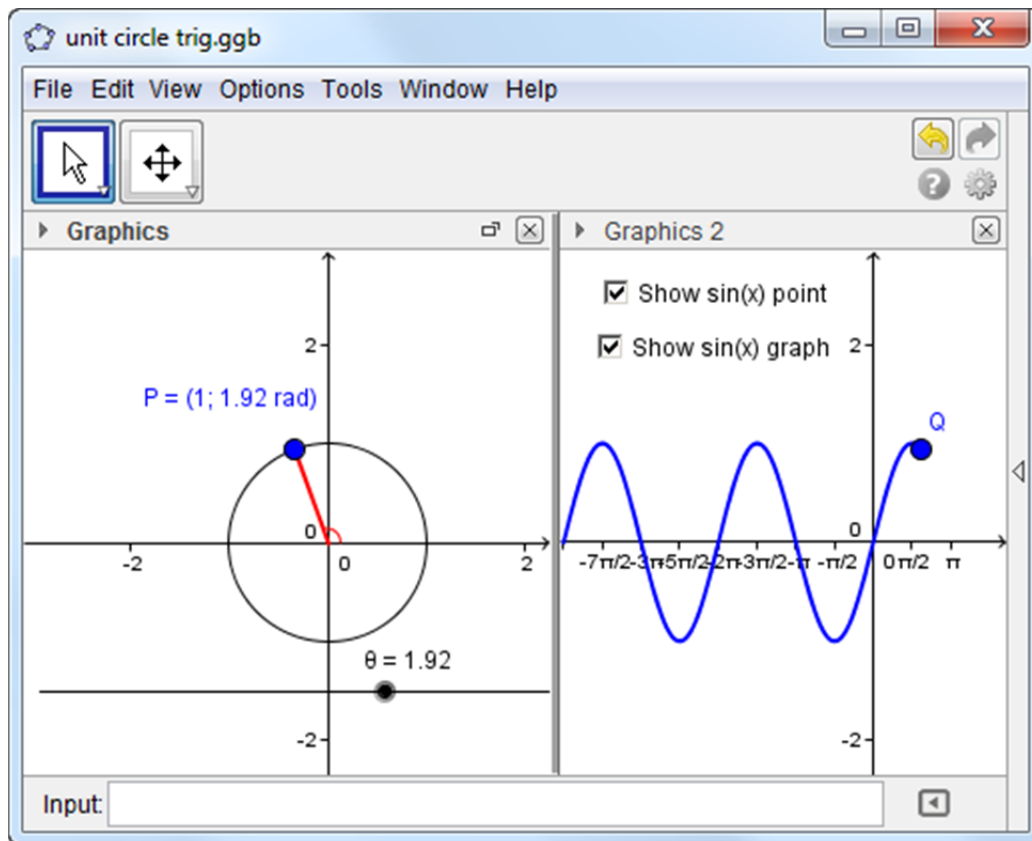 unit circle trig.ggb
File Edit View Options Tools Window Help
Graphics
2
P = (1; 1.92 rad)
0
-2 0 2
θ = 1.92
-2
Graphics 2
Show sin(x) point
Show sin(x) graph
2
Q
0
-7π/2 -3π -5π/2 -2π -3π/2 -π -π/2 0 π/2 π
-2
Input: